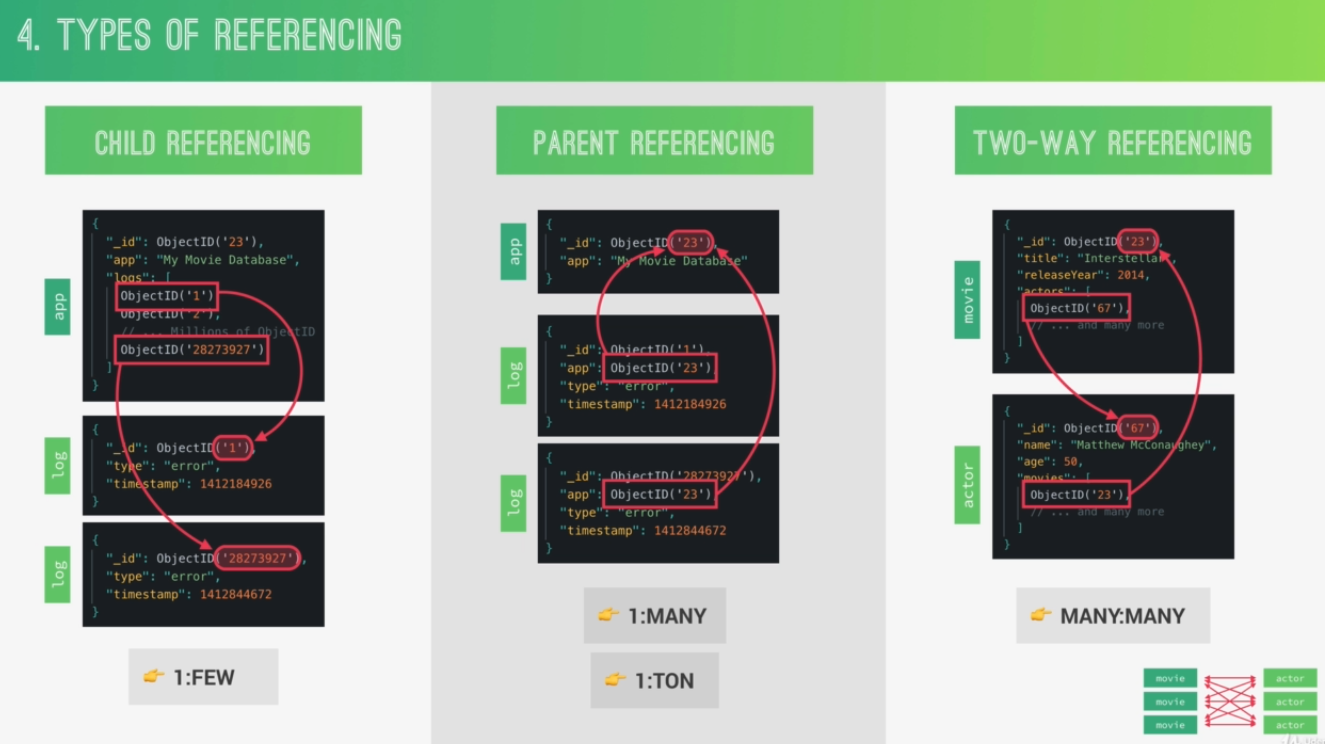 4. TYPES OF REFERENCING
CHILD REFERENCING
app
{
"_id": ObjectID('23'),
"app": "My Movie Database",
"logs": [
ObjectID('1')
ObjectID('2'),
// ... Millions of ObjectID
ObjectID('28273927')
]
}
log
{
"_id": ObjectID('1'),
"type": "error",
"timestamp": 1412184926
}
log
{
"_id": ObjectID('28273927'),
"type": "error",
"timestamp": 1412844672
}
👉 1:FEW
PARENT REFERENCING
app
{
"_id": ObjectID('23'),
"app": "My Movie Database"
}
log
{
"_id": ObjectID('1'),
"app": ObjectID('23'),
"type": "error",
"timestamp": 1412184926
}
log
{
"_id": ObjectID('28273927'),
"app": ObjectID('23'),
"type": "error",
"timestamp": 1412844672
}
👉 1:MANY
👉 1:TON
TWO-WAY REFERENCING
movie
{
"_id": ObjectID('23'),
"title": "Interstellar",
"releaseYear": 2014,
"actors": [
ObjectID('67'),
// ... and many more
]
}
actor
{
"_id": ObjectID('67'),
"name": "Matthew McConaughey",
"age": 50,
"movies": [
ObjectID('23'),
// ... and many more
]
}
👉 MANY:MANY
movie actor
movie actor
movie actor